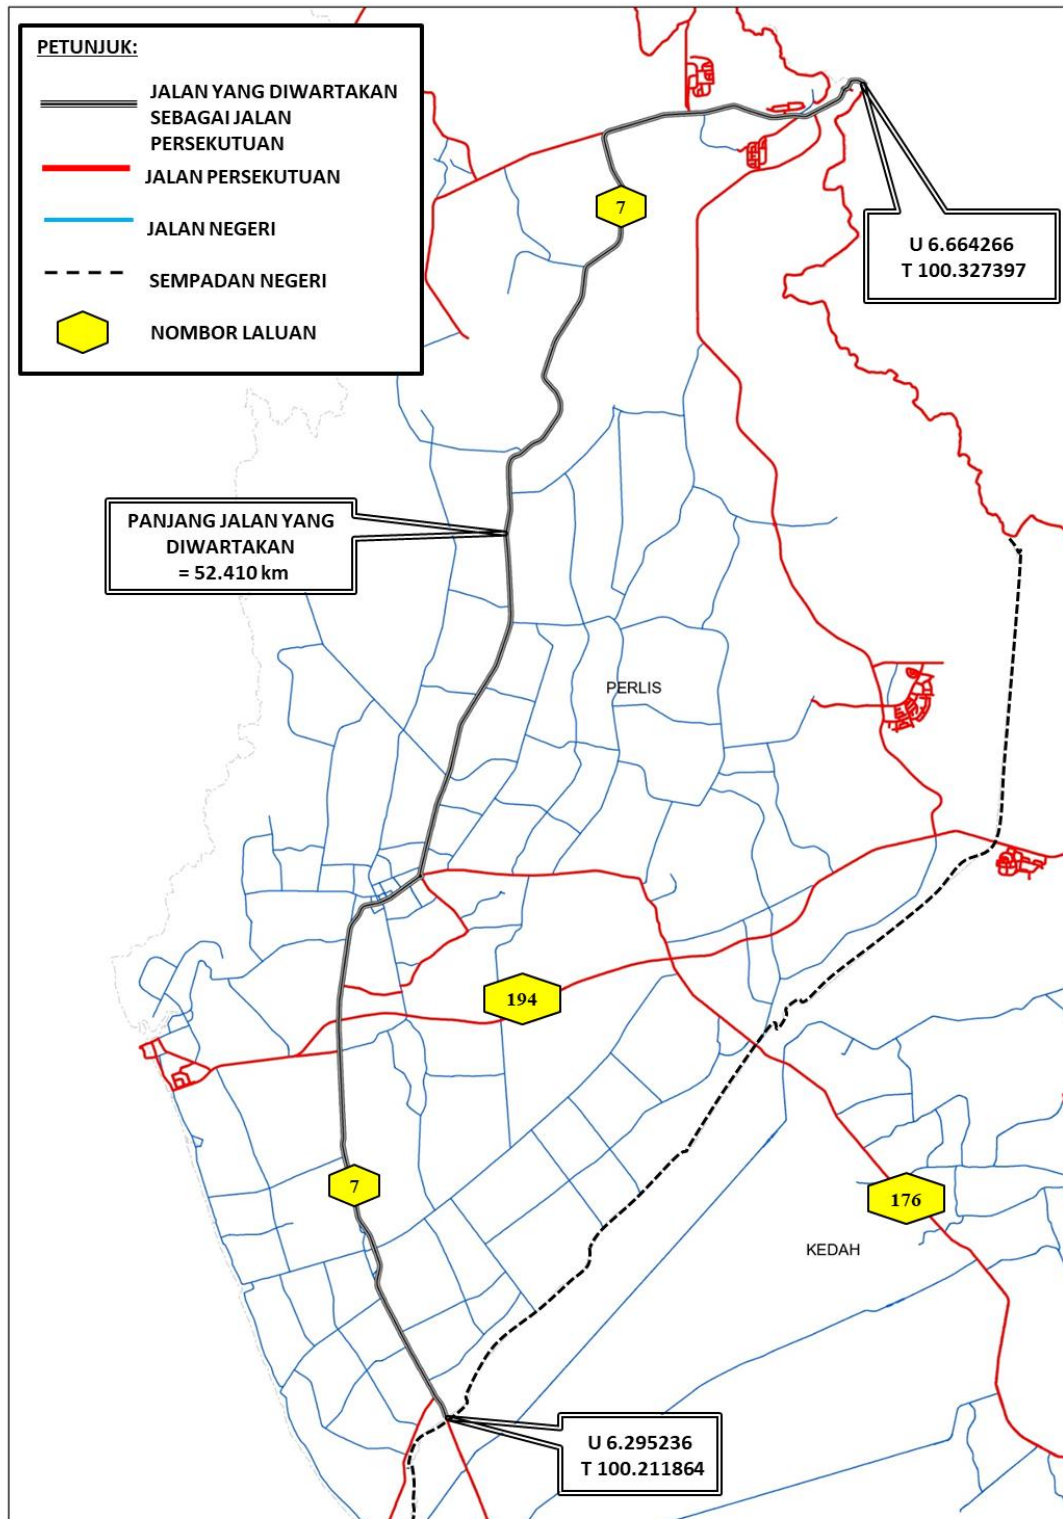 PETUNJUK:
JALAN YANG DIWARTAKAN
SEBAGAI JALAN
PERSEKUTUAN
JALAN PERSEKUTUAN
JALAN NEGERI
SEMPADAN NEGERI
NOMBOR LALUAN
7
U 6.664266
T 100.327397
PANJANG JALAN YANG
DIWARTAKAN
= 52.410 km
PERLIS
194
7
176
KEDAH
U 6.295236
T 100.211864